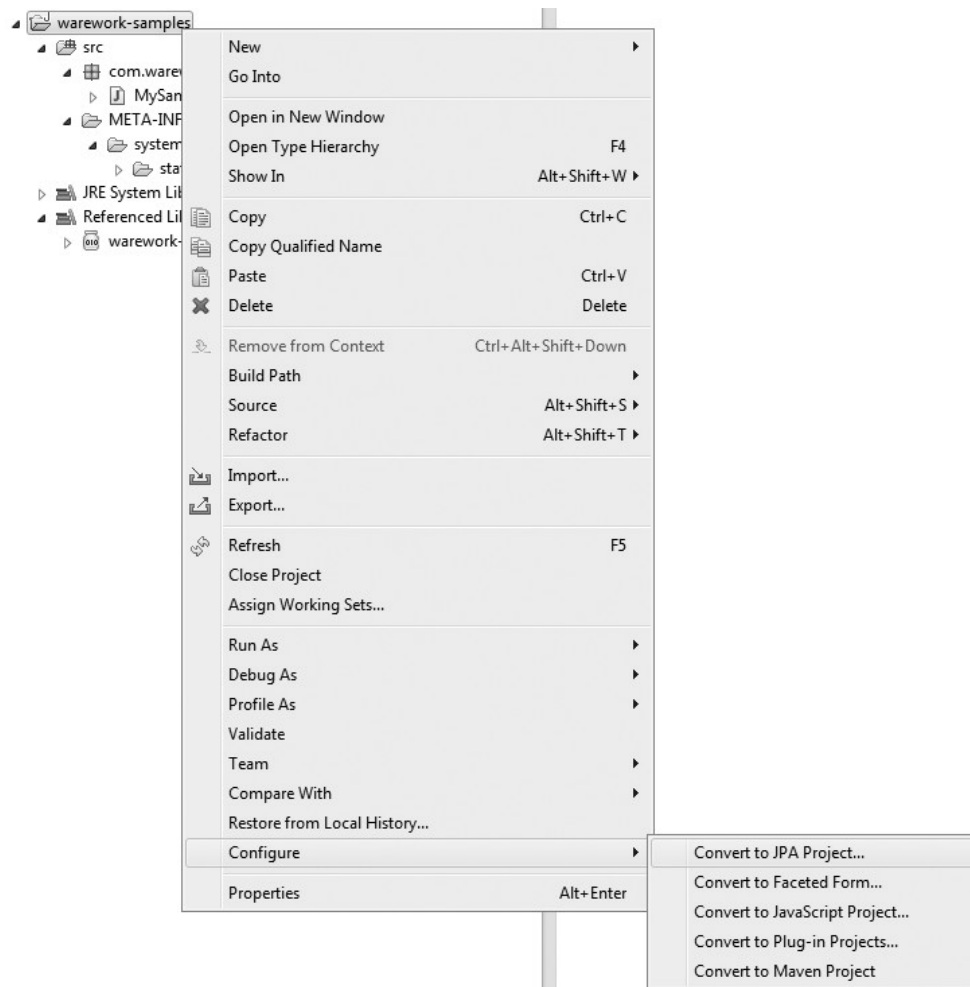 warework-samples
src
com.warew
MySan
META-INF
system
sta
JRE System Lib
Referenced Lil
warework-
New
Go Into
Open in New Window
Open Type Hierarchy F4
Show In Alt+Shift+W
Copy Ctrl+C
Copy Qualified Name
Paste Ctrl+V
Delete Delete
Remove from Context Ctrl+Alt+Shift+Down
Build Path
Source Alt+Shift+S
Refactor Alt+Shift+T
Import...
Export...
Refresh F5
Close Project
Assign Working Sets...
Run As
Debug As
Profile As
Validate
Team
Compare With
Restore from Local History...
Configure
Properties Alt+Enter
Convert to JPA Project...
Convert to Faceted Form...
Convert to JavaScript Project...
Convert to Plug-in Projects...
Convert to Maven Project